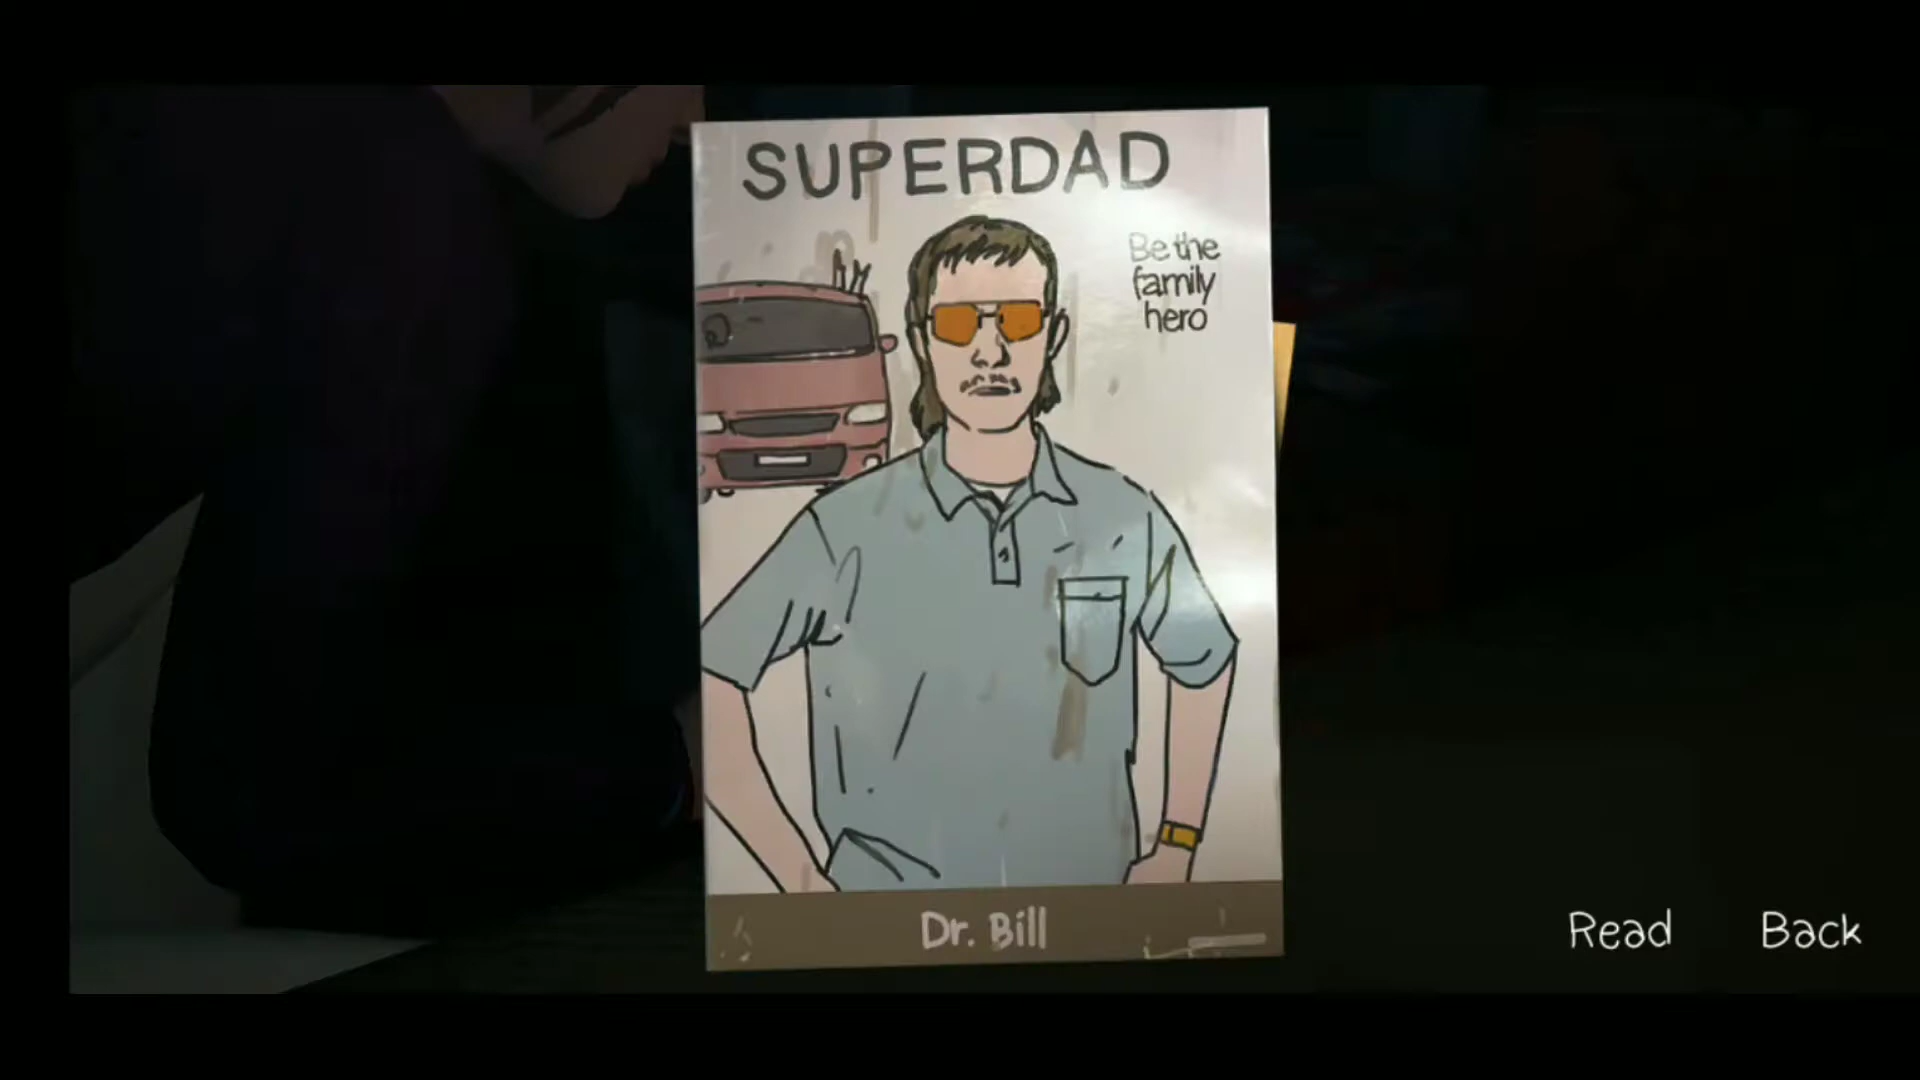 SUPERDAD
Be the
family
hero
Dr. Bill
Read
Back